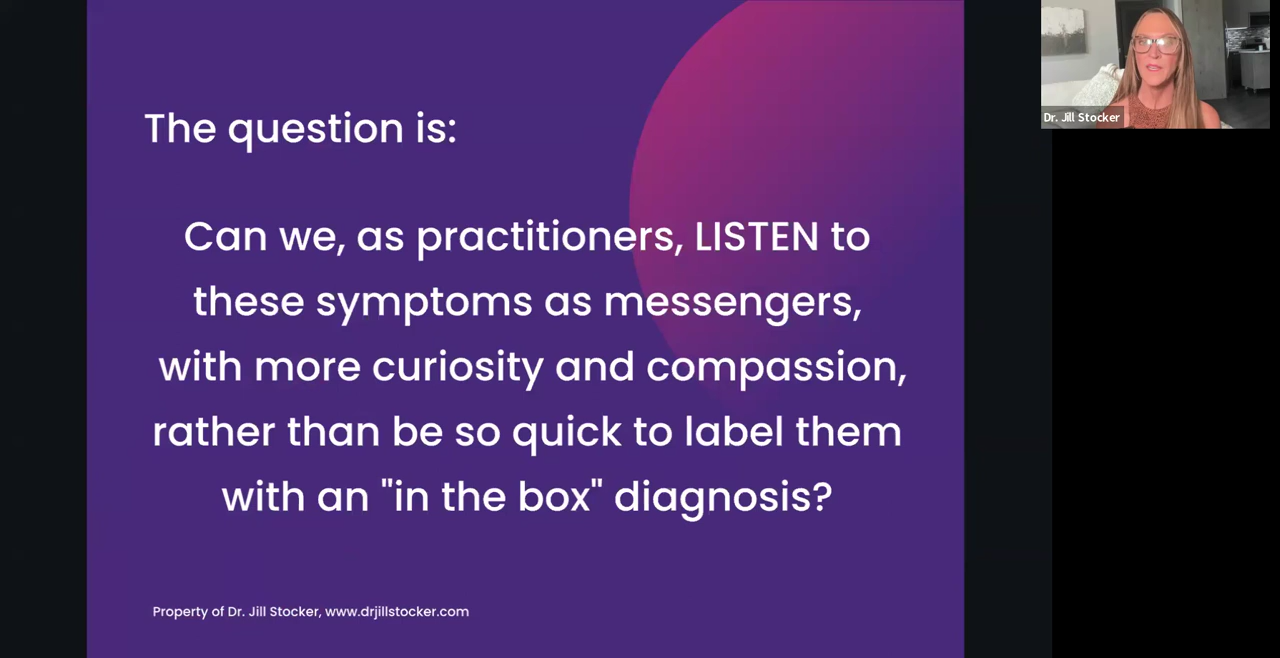 The question is:
Can we, as practitioners, LISTEN to
these symptoms as messengers,
with more curiosity and compassion,
rather than be so quick to label them
with an "in the box" diagnosis?
Property of Dr. Jill Stocker, www.drjillstocker.com
Dr. Jill Stocker